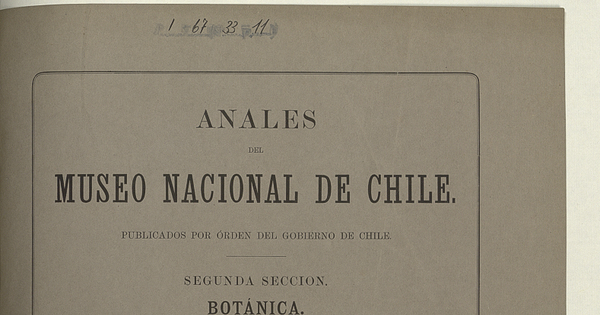 1 67 33 11
ANALES
DEL
MUSEO NACIONAL DE CHILE.
PUBLICADOS POR ÓRDEN DEL GOBIERNO DE CHILE.
SEGUNDA SECCION.
BOTÁNICA.